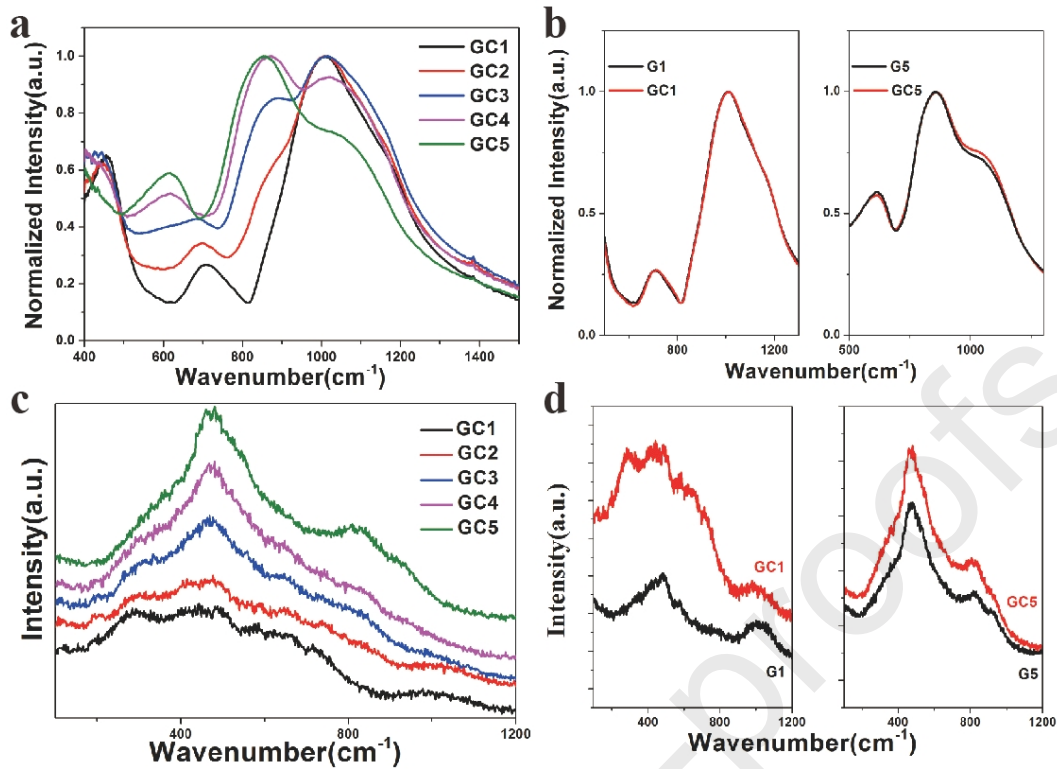 a
Normalized Intensity(a.u.)
1.0
0.8
0.6
0.4
0.2
0.0
400
600
800
1000
1200
1400
Wavenumber(cm-1)
GC1
GC2
GC3
GC4
GC5
b
Normalized Intensity(a.u.)
1.0
0.5
0.0
800
1200
G1
GC1
1.0
0.5
0.0
500
1000
G5
GC5
Wavenumber(cm-1)
c
Intensity(a.u.)
400
800
1200
Wavenumber(cm-1)
GC1
GC2
GC3
GC4
GC5
d
Intensity(a.u.)
GC1
G1
400
800
1200
GC5
G5
400
800
1200
Wavenumber(cm-1)
proofs